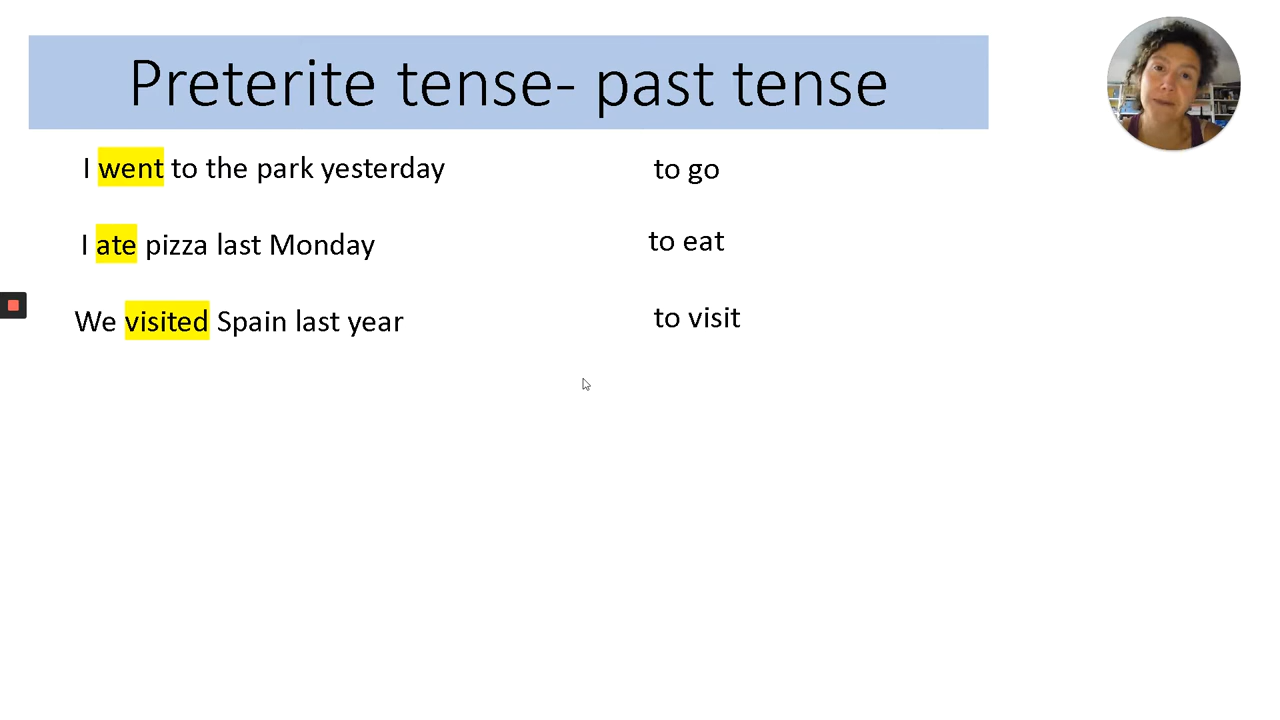 Preterite tense- past tense
I went to the park yesterday
to go
I ate pizza last Monday
to eat
We visited Spain last year
to visit